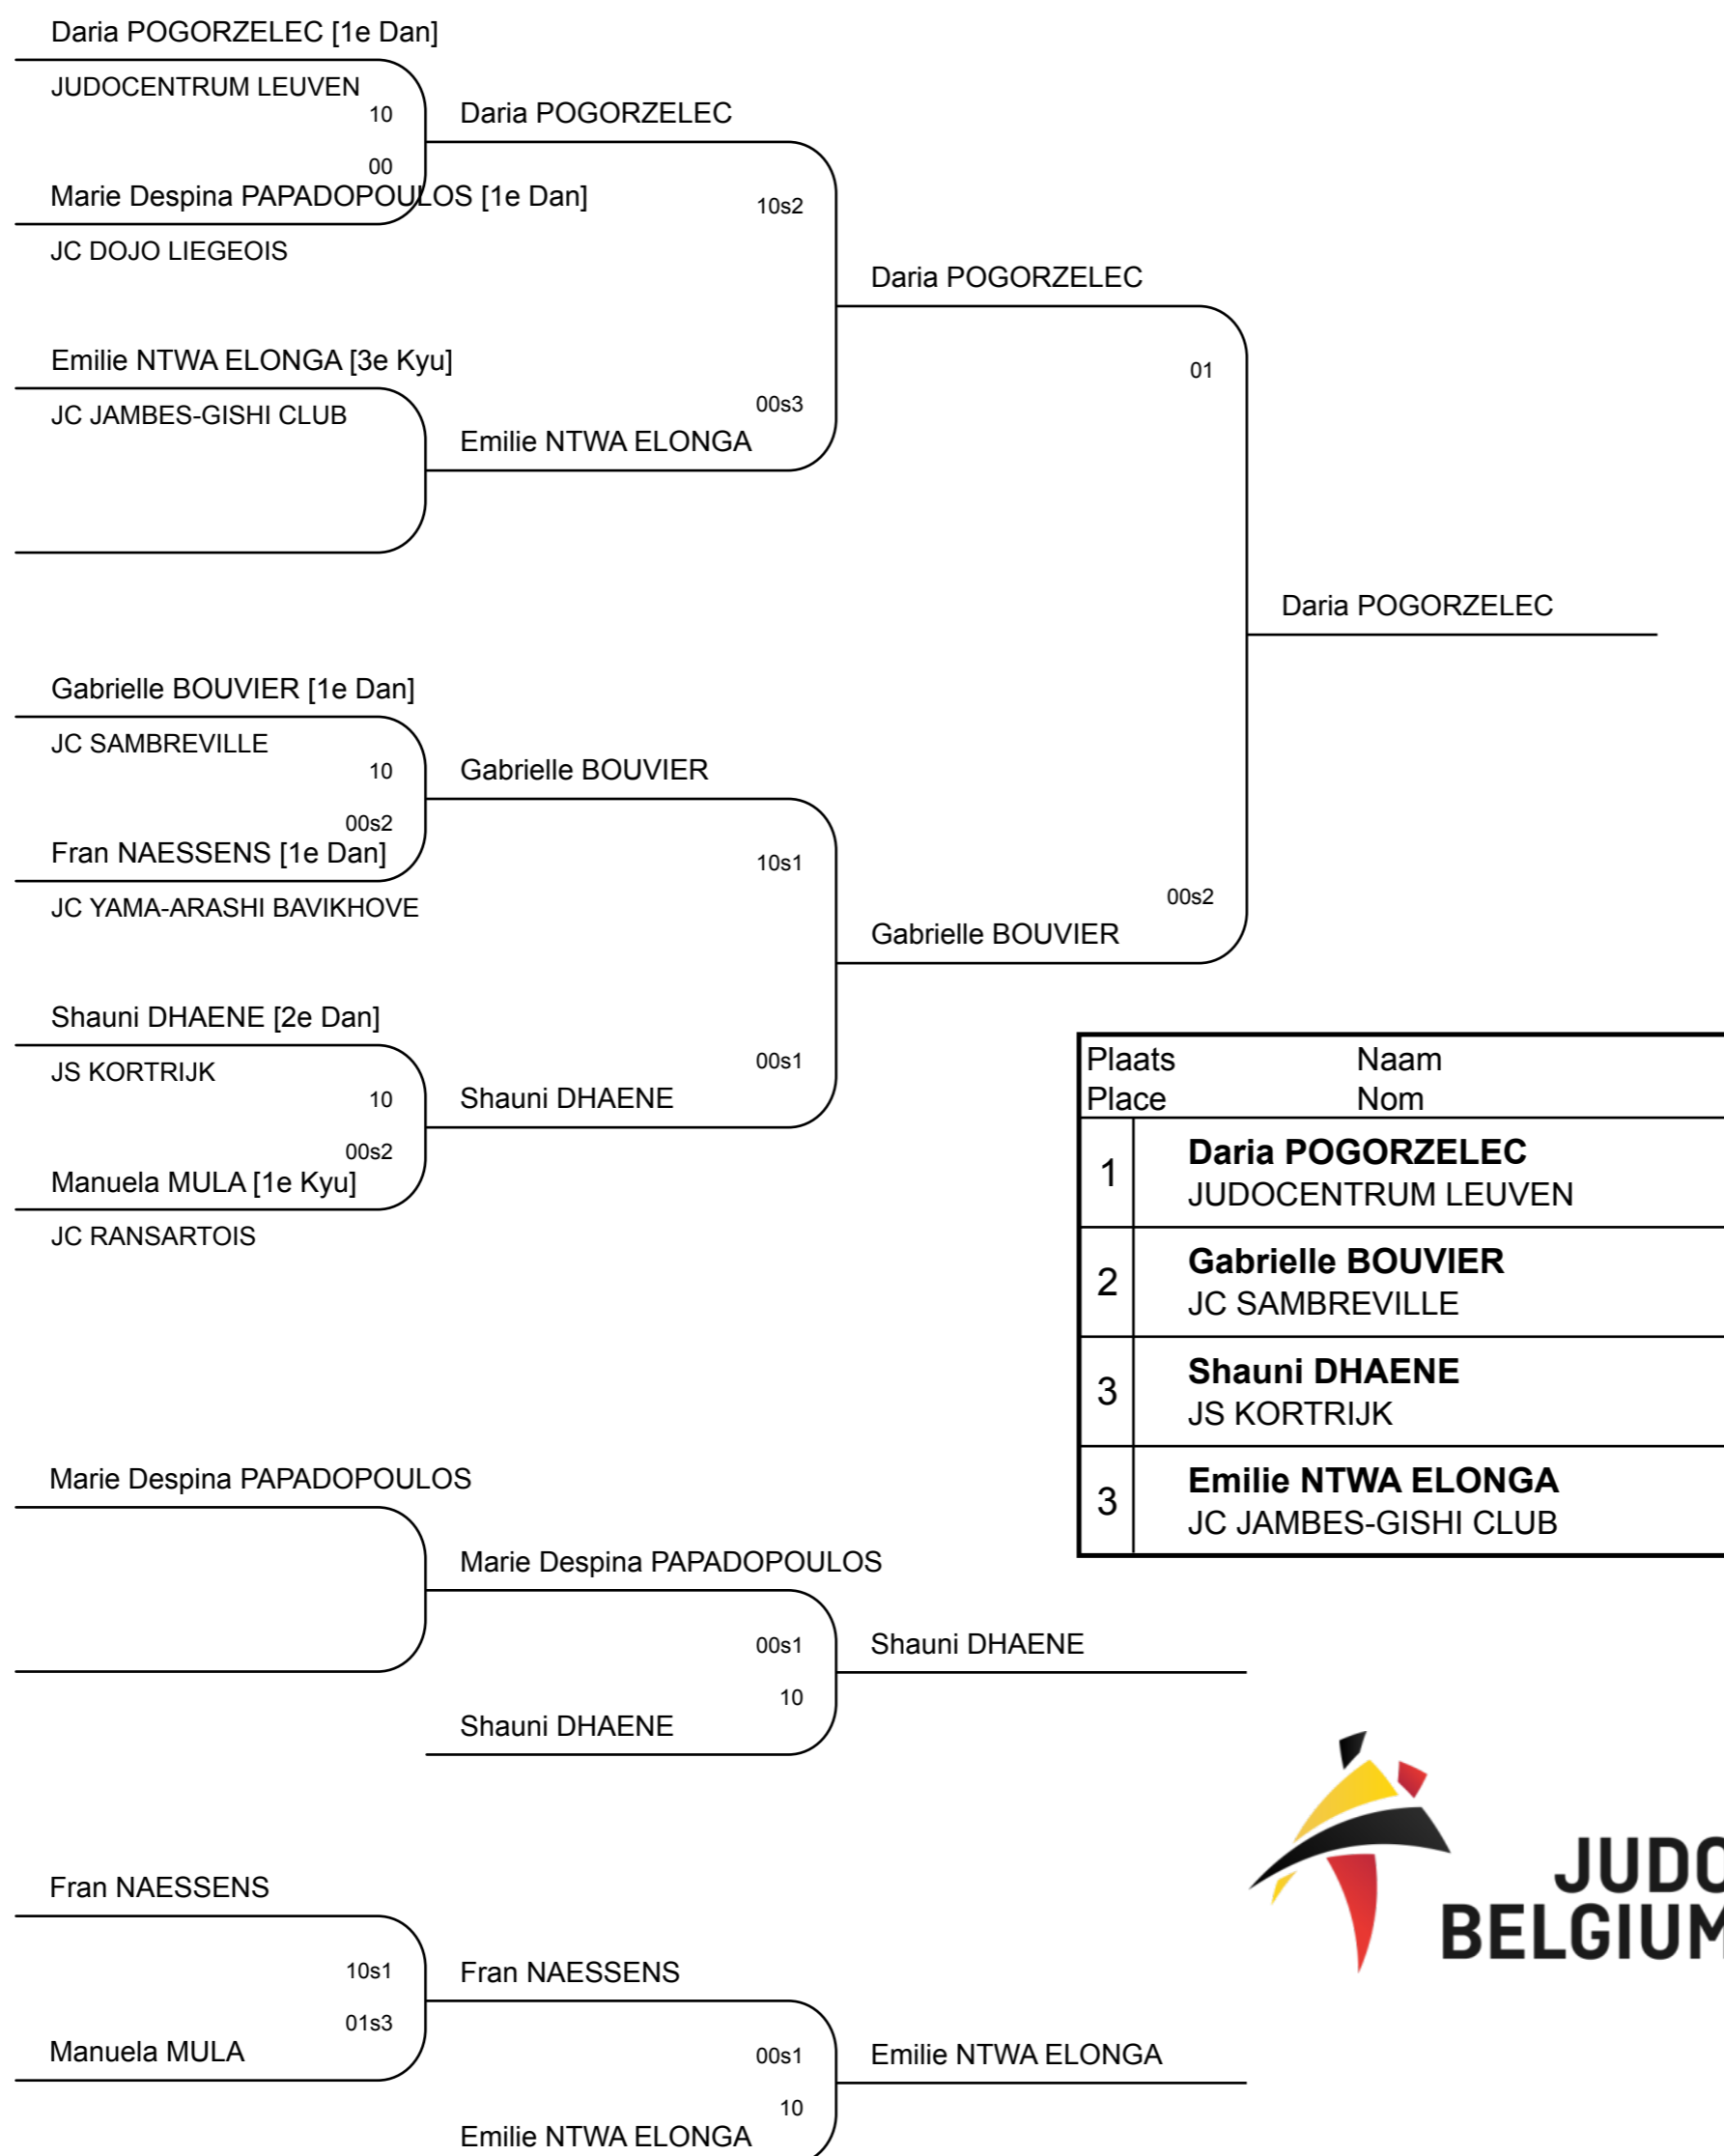 Daria POGORZELEC [1e Dan]
JUDOCENTRUM LEUVEN
10
Daria POGORZELEC
00
Marie Despina PAPADOPOULOS [1e Dan]
10s2
JC DOJO LIEGEOIS
Daria POGORZELEC
Emilie NTWA ELONGA [3e Kyu]
01
JC JAMBES-GISHI CLUB
00s3
Emilie NTWA ELONGA
Daria POGORZELEC
Gabrielle BOUVIER [1e Dan]
JC SAMBREVILLE
10
Gabrielle BOUVIER
00s2
Fran NAESSENS [1e Dan]
10s1
JC YAMA-ARASHI BAVIKHOVE
00s2
Gabrielle BOUVIER
Shauni DHAENE [2e Dan]
JS KORTRIJK
00s1
10
Shauni DHAENE
00s2
Manuela MULA [1e Kyu]
JC RANSARTOIS
Plaats Naam
Place Nom
1 Daria POGORZELEC
JUDOCENTRUM LEUVEN
2 Gabrielle BOUVIER
JC SAMBREVILLE
3 Shauni DHAENE
JS KORTRIJK
3 Emilie NTWA ELONGA
JC JAMBES-GISHI CLUB
Marie Despina PAPADOPOULOS
Marie Despina PAPADOPOULOS
00s1
Shauni DHAENE
10
Shauni DHAENE
JUDO
BELGIUM
Fran NAESSENS
10s1
Fran NAESSENS
01s3
Manuela MULA
00s1
Emilie NTWA ELONGA
10
Emilie NTWA ELONGA